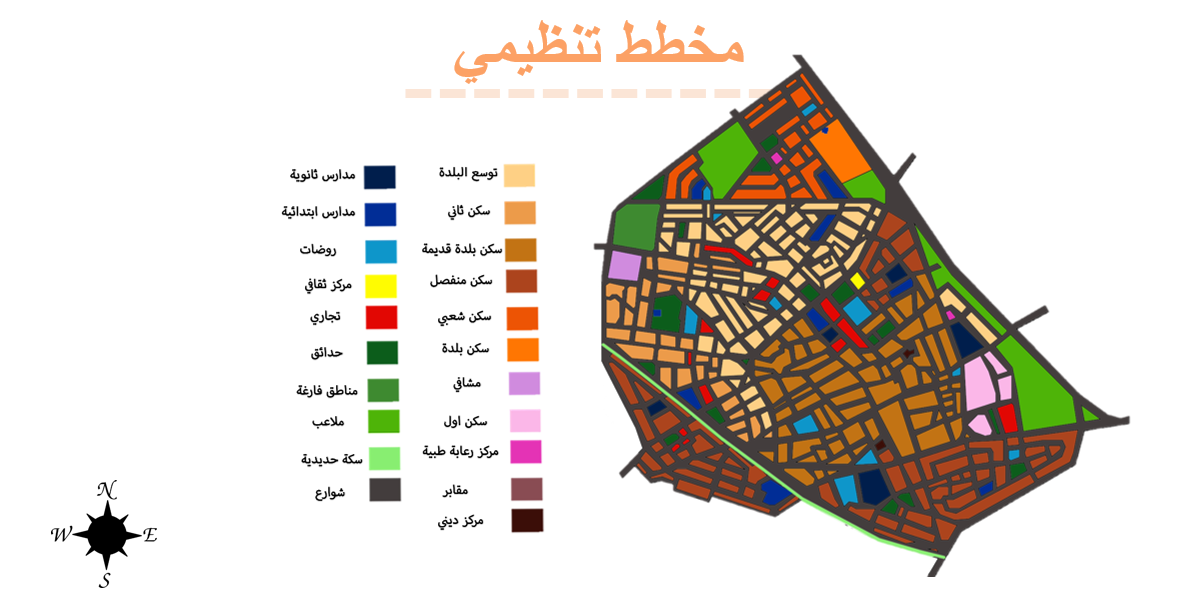 مخطط تنظيمي
توسع البلدة
سكن ثاني
سكن بلدة قديمة
سكن منفصل
سكن شعبي
سكن بلدة
مشافي
سكن اول
مركز رعابة طبية
مقابر
مركز ديني
مدارس ثانوية
مدارس ابتدائية
روضات
مركز ثقافي
تجاري
حدائق
مناطق فارغة
ملاعب
سكة حديدية
شوارع
N
W E
S